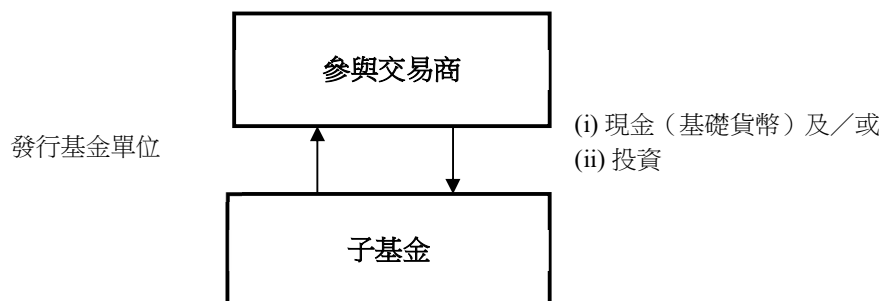 參與交易商
發行基金單位
(i) 現金（基礎貨幣）及／或
(ii) 投資
子基金